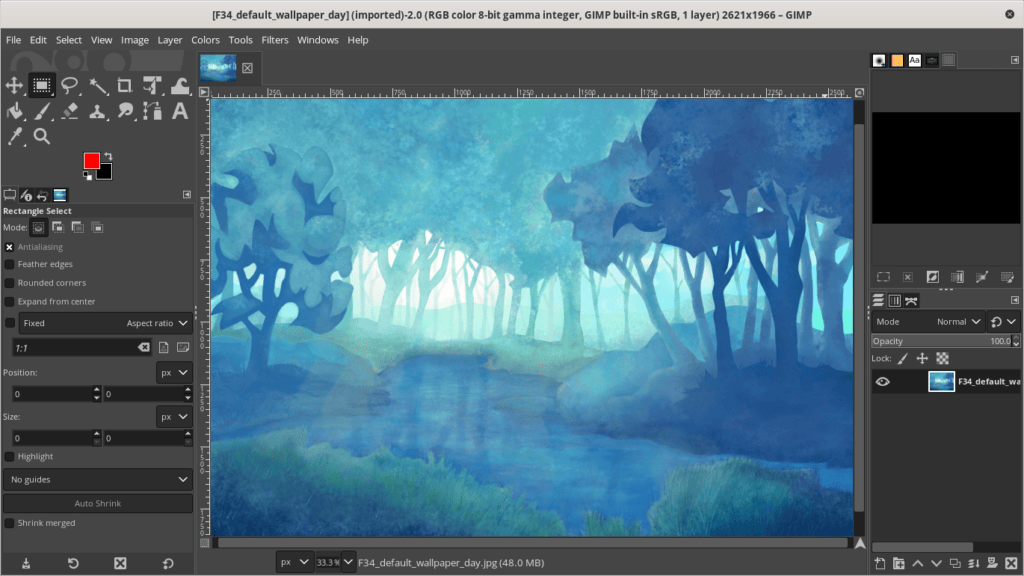 [F34_default_wallpaper_day] (imported)-2.0 (RGB color 8-bit gamma integer, GIMP built-in sRGB, 1 layer) 2621x1966 – GIMP
File Edit Select View Image Layer Colors Tools Filters Windows Help
Aa
250 500 750 1000 1250 1500 1750 2000 2250 2500
A
Rectangle Select
Mode:
Antialiasing
Feather edges
Rounded corners
Expand from center
Fixed Aspect ratio
1:1
Position: px
0 0
Size: px
0 0
Highlight
No guides
Auto Shrink
Shrink merged
px 33.3 % F34_default_wallpaper_day.jpg (48.0 MB)
Mode Normal
Opacity 100.0
Lock:
F34_default_wa